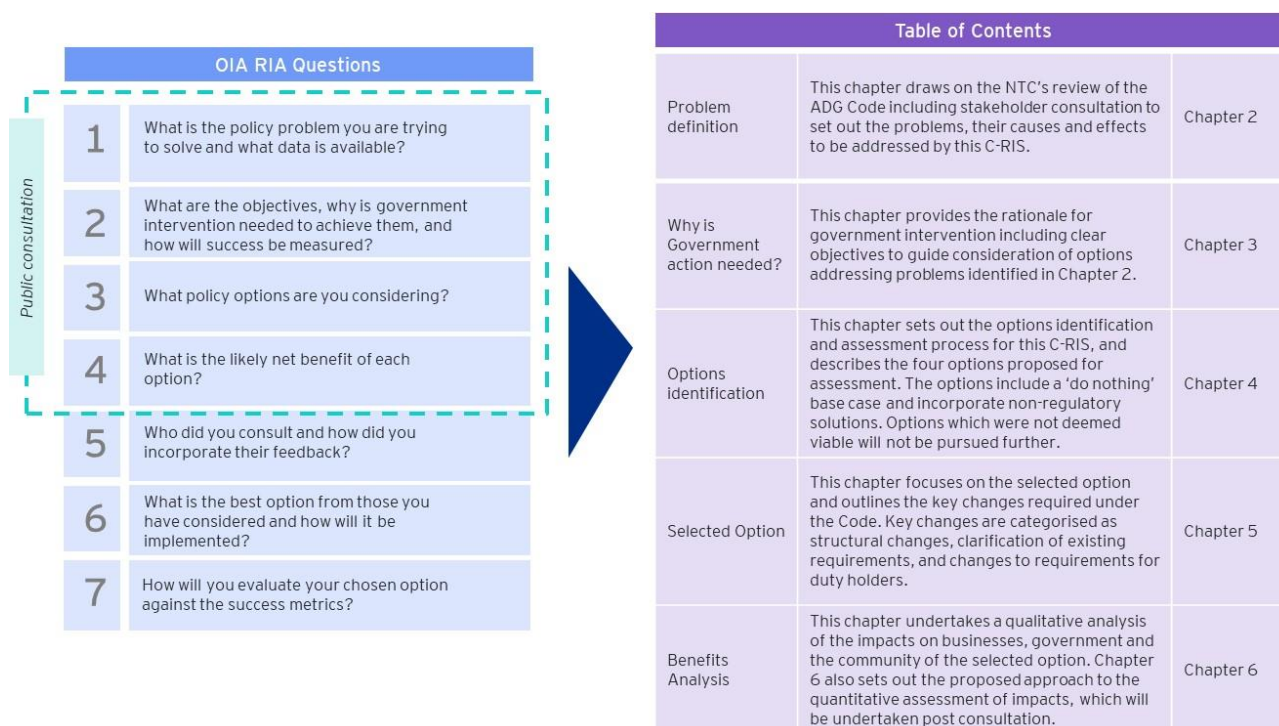 OIA RIA Questions
Public consultation
1
What is the policy problem you are trying
to solve and what data is available?
2
What are the objectives, why is government
intervention needed to achieve them, and
how will success be measured?
3
What policy options are you considering?
4
What is the likely net benefit of each
option?
5
Who did you consult and how did you
incorporate their feedback?
6
What is the best option from those you
have considered and how will it be
implemented?
7
How will you evaluate your chosen option
against the success metrics?
Table of Contents
Problem
definition
This chapter draws on the NTC's review of the
ADG Code including stakeholder consultation to
set out the problems, their causes and effects
to be addressed by this C-RIS.
Chapter 2
Why is
Government
action needed?
This chapter provides the rationale for
government intervention including clear
objectives to guide consideration of options
addressing problems identified in Chapter 2.
Chapter 3
Options
identification
This chapter sets out the options identification
and assessment process for this C-RIS, and
describes the four options proposed for
assessment. The options include a 'do nothing'
base case and incorporate non-regulatory
solutions. Options which were not deemed
viable will not be pursued further.
Chapter 4
Selected Option
This chapter focuses on the selected option
and outlines the key changes required under
the Code. Key changes are categorised as
structural changes, clarification of existing
requirements, and changes to requirements for
duty holders.
Chapter 5
Benefits
Analysis
This chapter undertakes a qualitative analysis
of the impacts on businesses, government and
the community of the selected option. Chapter
6 also sets out the proposed approach to the
quantitative assessment of impacts, which will
be undertaken post consultation.
Chapter 6